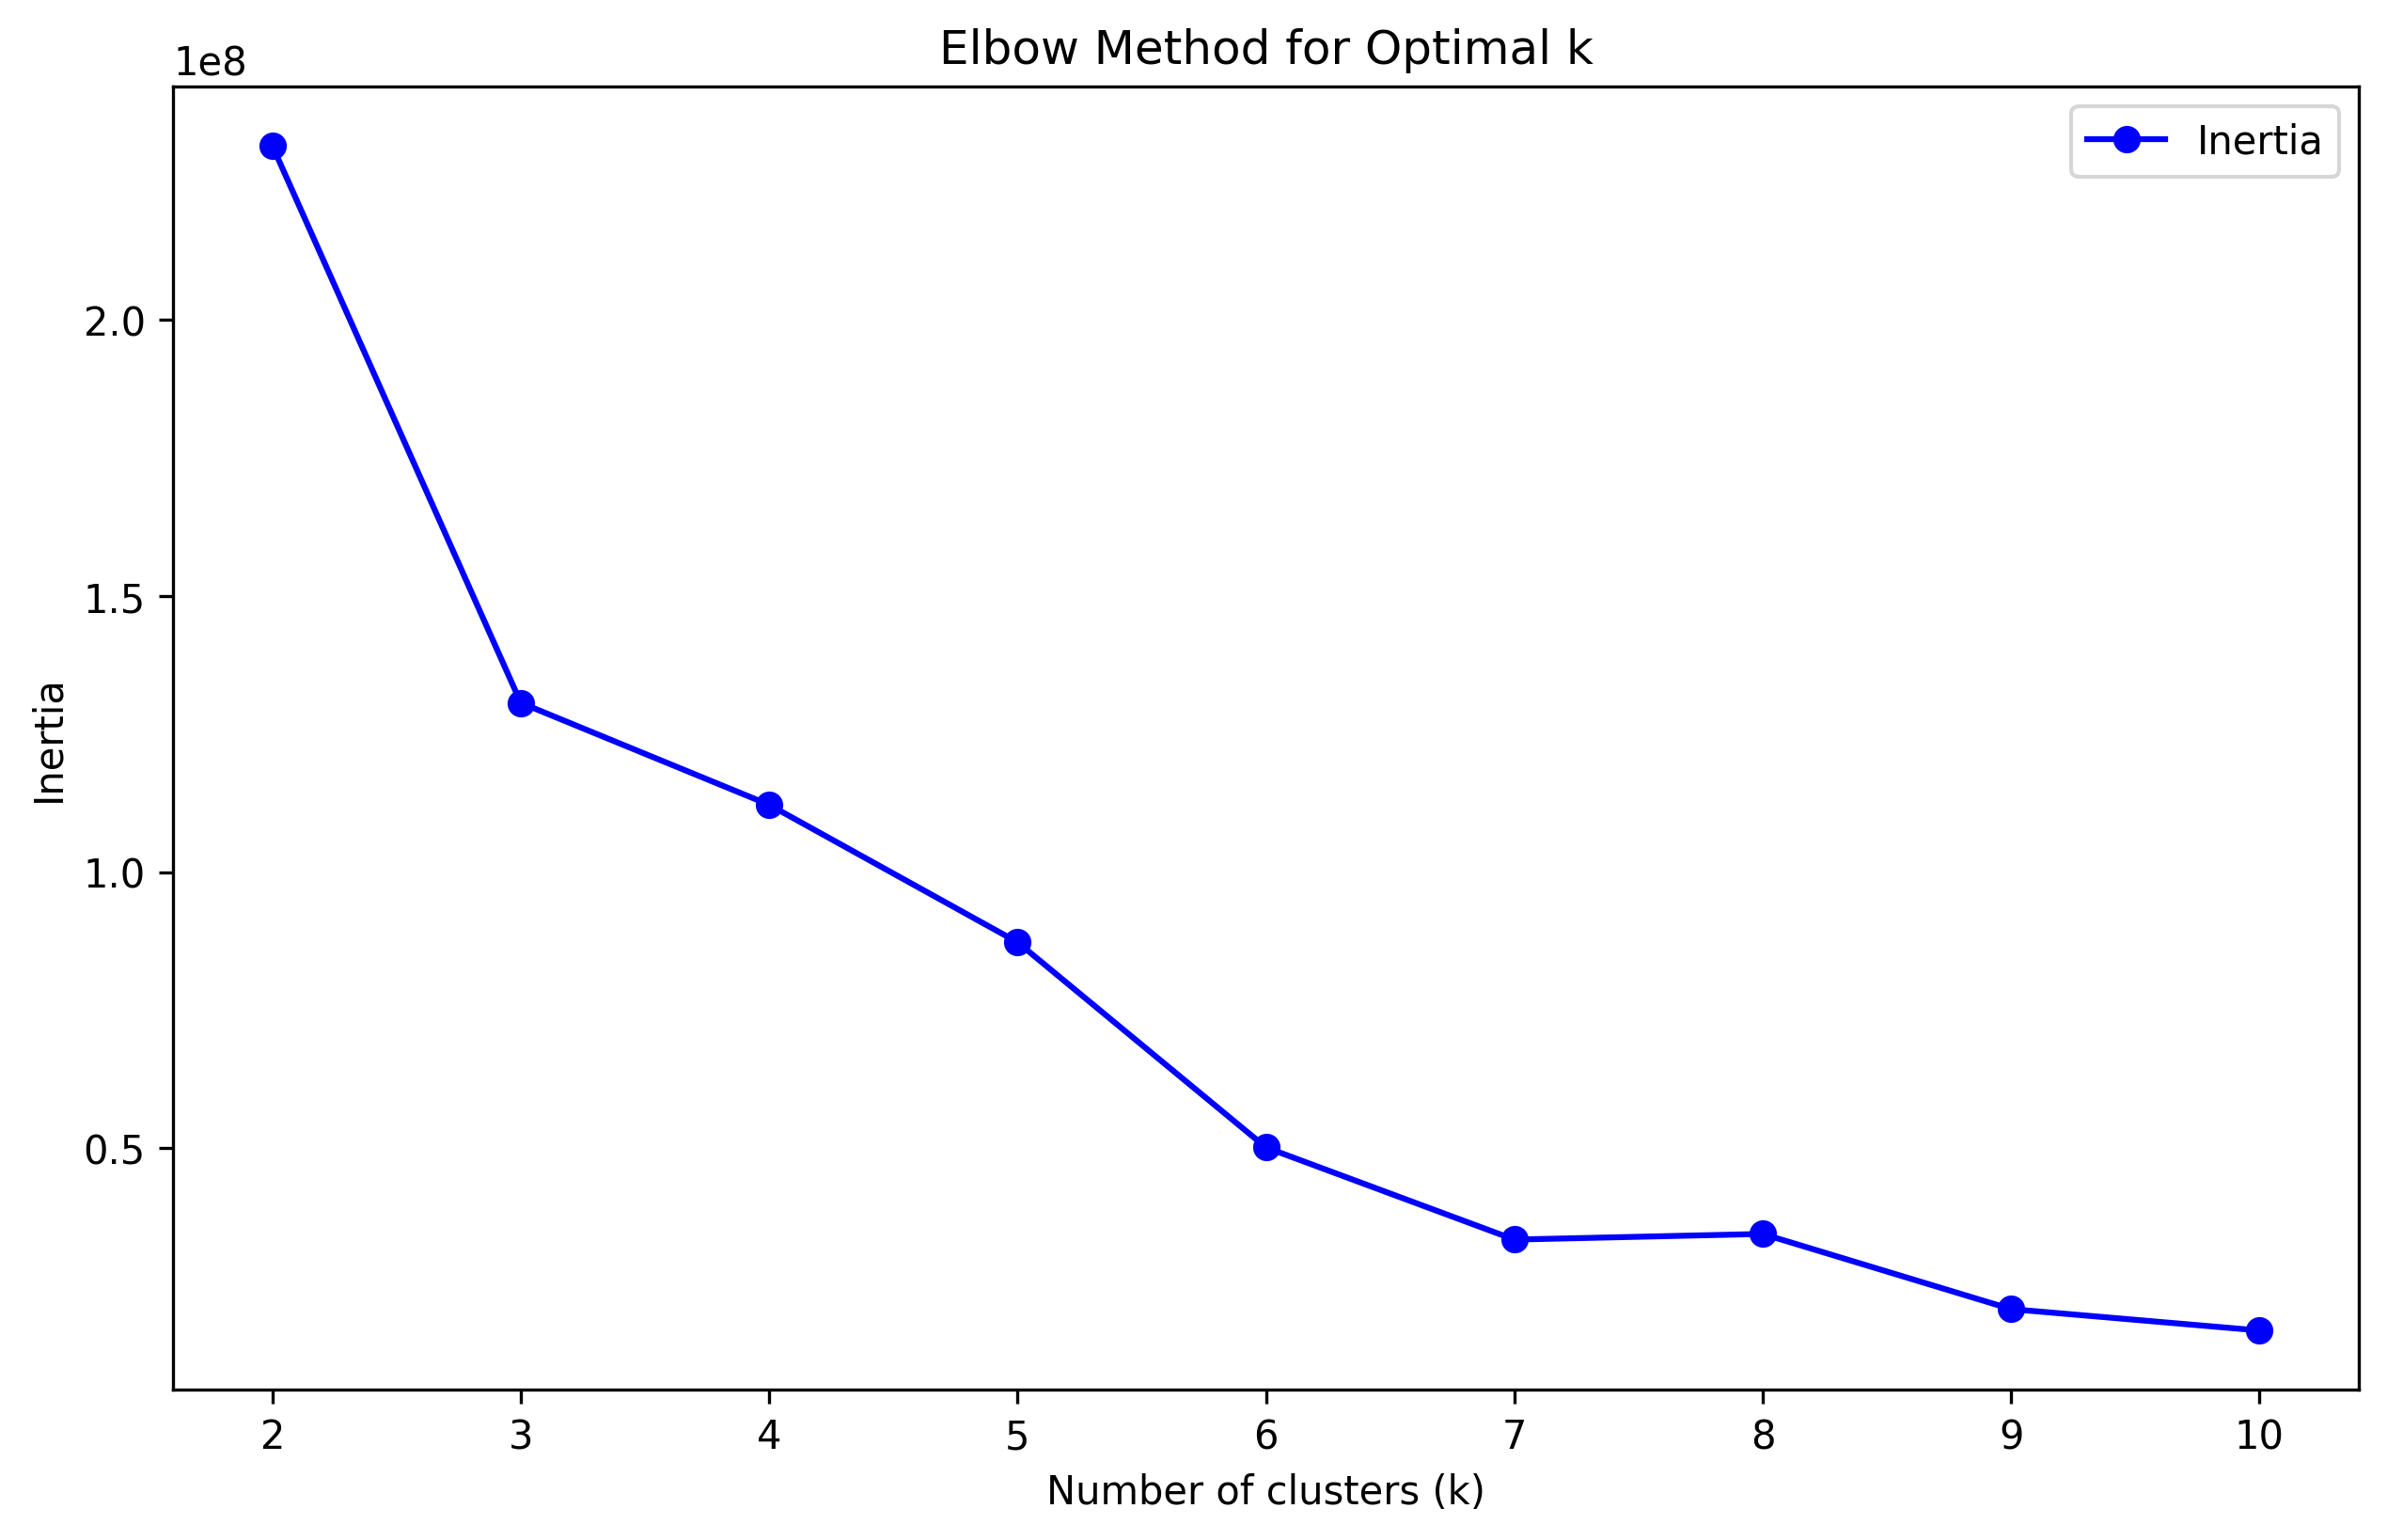 Elbow Method for Optimal k
1e8
Inertia
2.0
1.5
1.0
0.5
Inertia
2 3 4 5 6 7 8 9 10
Number of clusters (k)